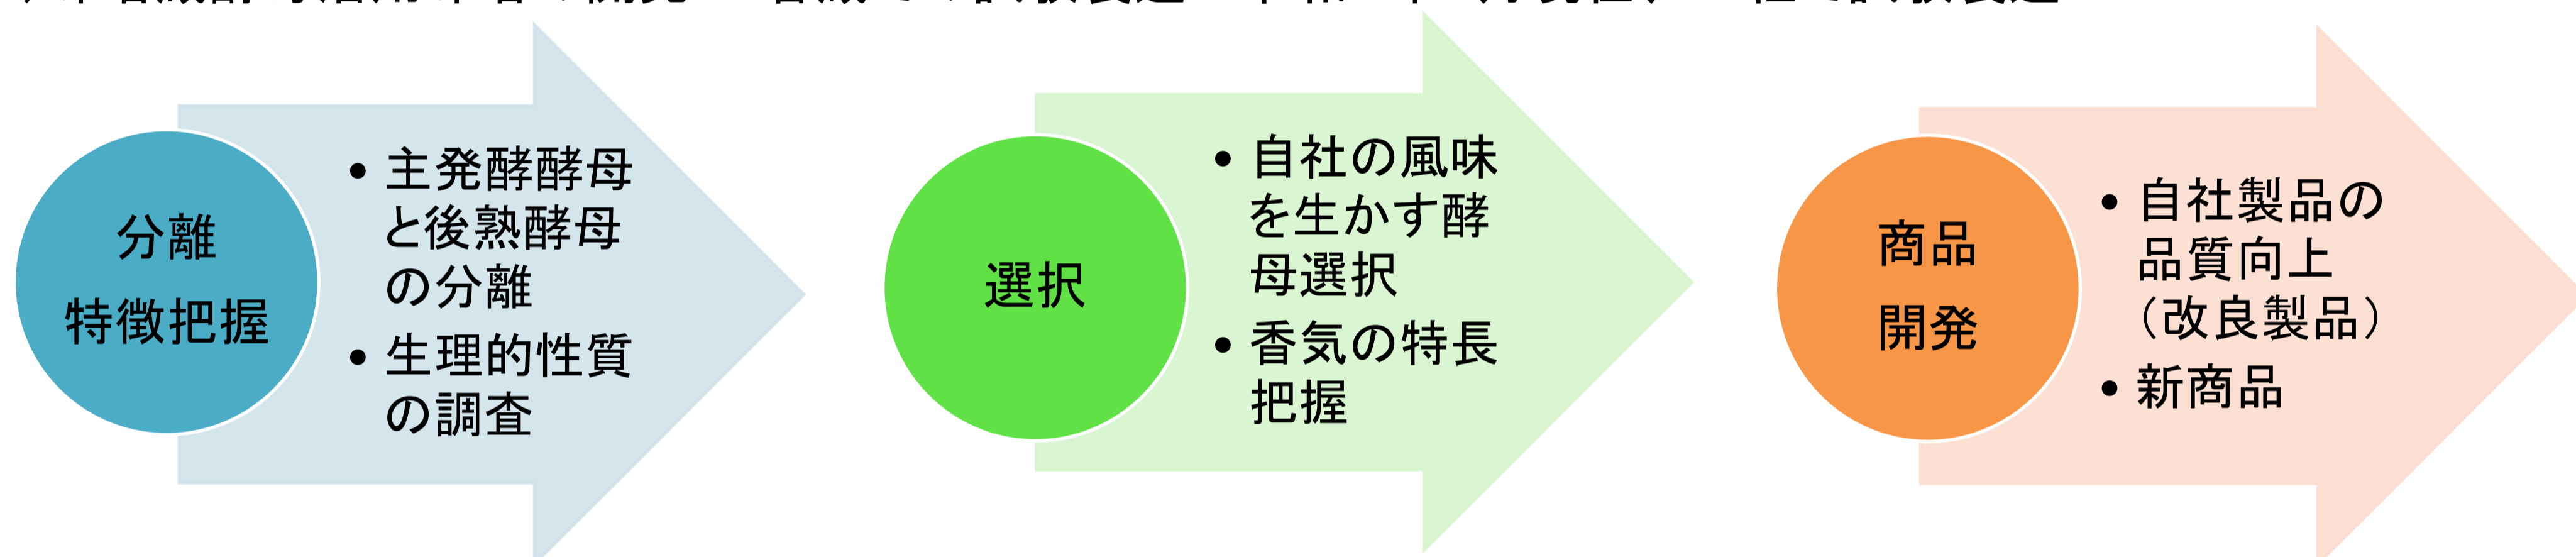 分離
特徴把握
• 主発酵酵母
と後熟酵母
の分離
• 生理的性質
の調査
選択
• 自社の風味
を生かす酵
母選択
• 香気の特長
把握
商品
開発
• 自社製品の
品質向上
（改良製品）
• 新商品